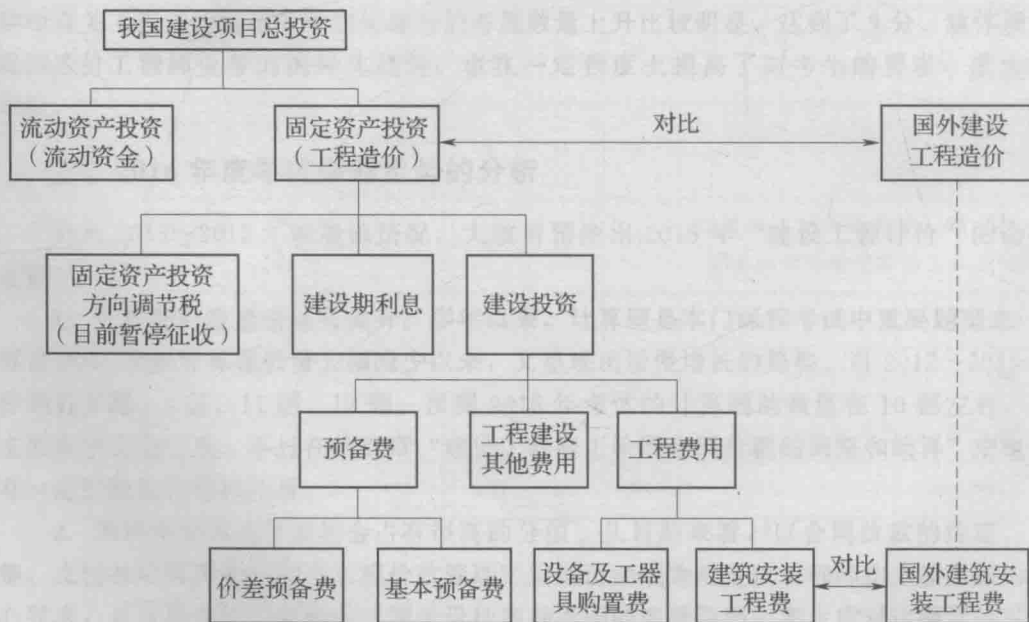 我国建设项目总投资
流动资产投资
（流动资金）
固定资产投资
（工程造价）
对比
国外建设
工程造价
固定资产投资
方向调节税
（目前暂停征收）
建设期利息
建设投资
预备费
工程建设
其他费用
工程费用
价差预备费
基本预备费
设备及工器
具购置费
建筑安装
工程费
对比
国外建筑安
装工程费